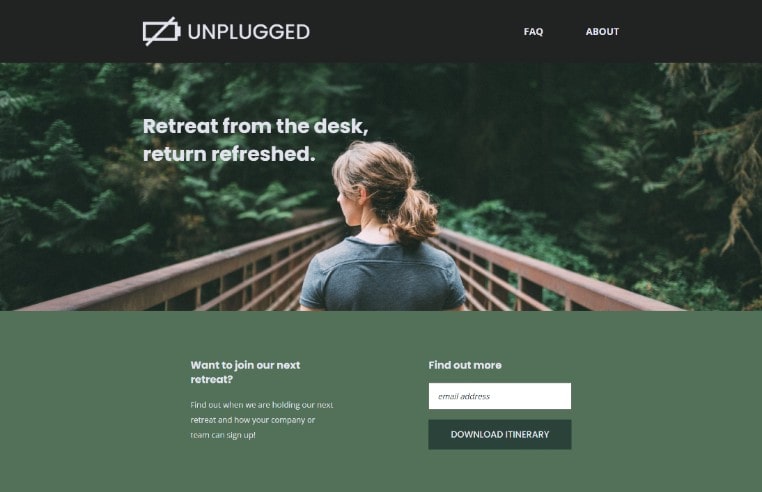 UNPLUGGED
FAQ
ABOUT
Retreat from the desk,
return refreshed.
Want to join our next
retreat?
Find out when we are holding our next
retreat and how your company or
team can sign up!
Find out more
email address
DOWNLOAD ITINERARY